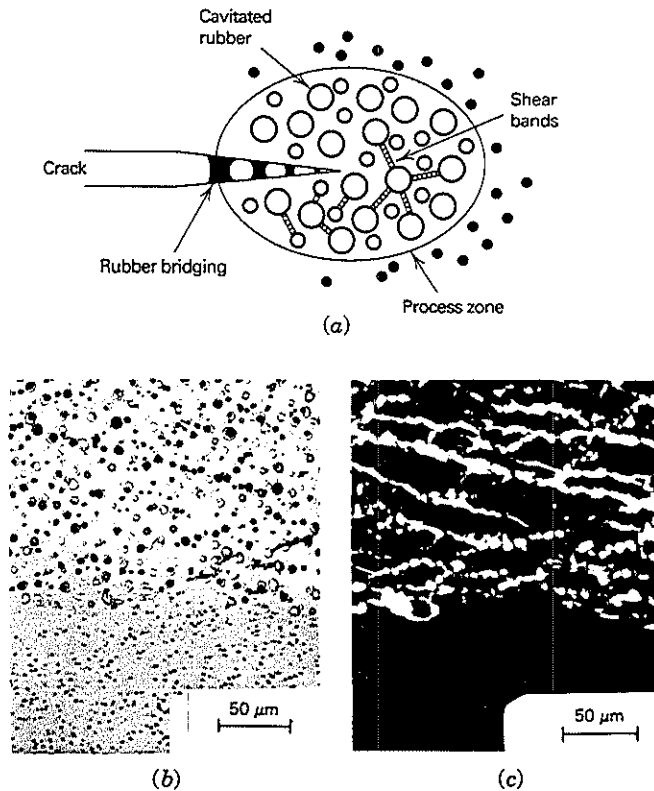 Cavitated
rubber
Shear
bands
Crack
Rubber bridging
Process zone
(a)
50 μm
50 μm
(b)
(c)